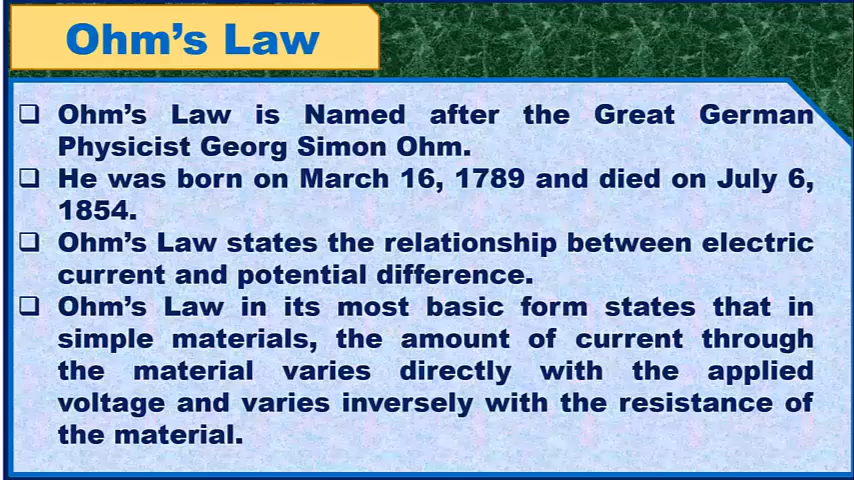 Ohm’s Law
❑ Ohm’s Law is Named after the Great German
Physicist Georg Simon Ohm.
❑ He was born on March 16, 1789 and died on July 6,
1854.
❑ Ohm’s Law states the relationship between electric
current and potential difference.
❑ Ohm’s Law in its most basic form states that in
simple materials, the amount of current through
the material varies directly with the applied
voltage and varies inversely with the resistance of
the material.